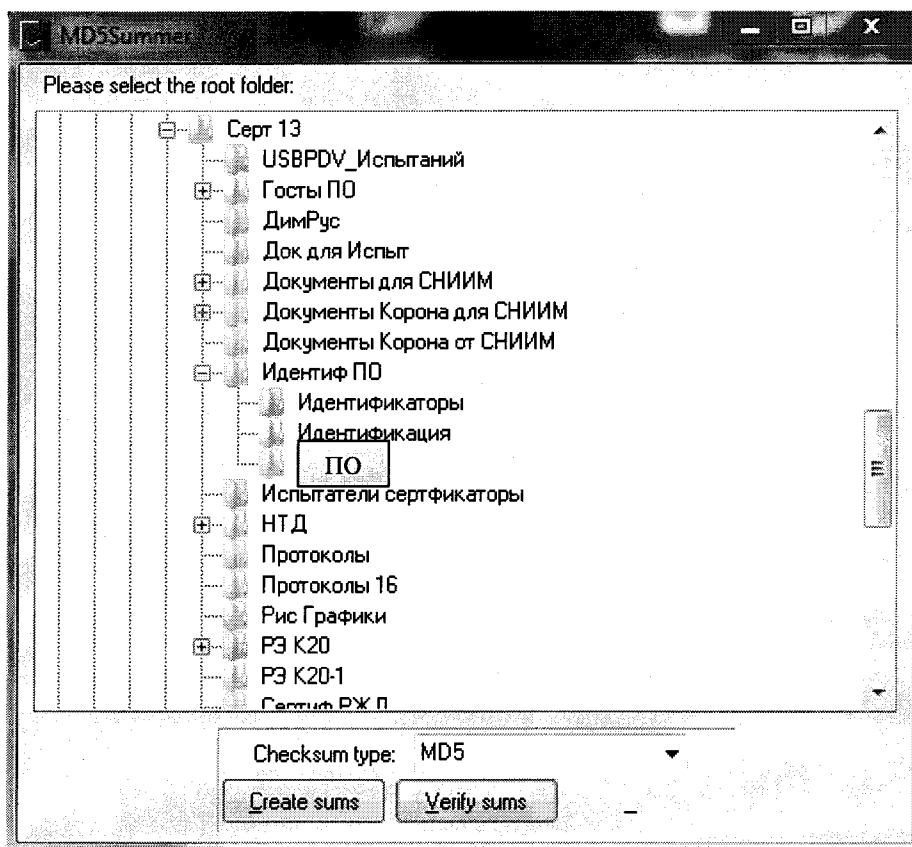 MD5Summer
Please select the root folder:
Серт 13
USBPDV_Испытаний
Госты ПО
ДимРус
Док для Испыт
Документы для СНИИМ
Документы Корона для СНИИМ
Документы Корона от СНИИМ
Идентиф ПО
Идентификаторы
Идентификация
ПО
Испытатели сертфикаторы
НТД
Протоколы
Протоколы 16
Рис Графики
РЭ К20
РЭ К20-1
Сертиф РЖД
Checksum type: MD5
Create sums Verify sums